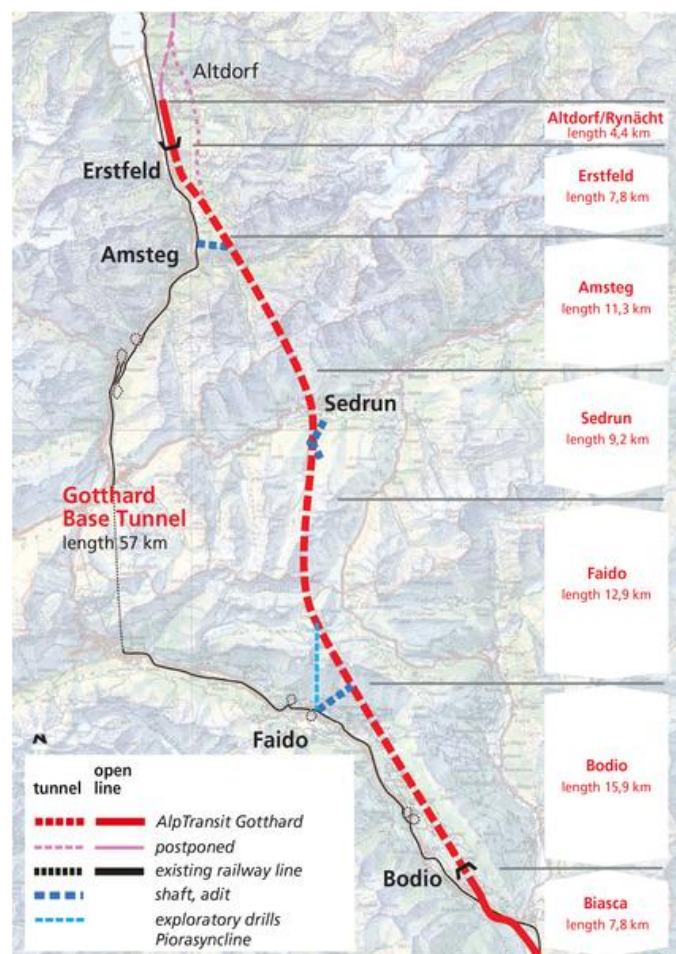 Altdorf
Altdorf/Rynächt
length 4,4 km
Erstfeld
Erstfeld
length 7,8 km
Amsteg
Amsteg
length 11,3 km
Sedrun
Sedrun
length 9,2 km
Gotthard
Base Tunnel
length 57 km
Faido
length 12,9 km
Faido
Bodio
length 15,9 km
Bodio
Biasca
length 7,8 km
N
tunnel
open
line
AlpTransit Gotthard
postponed
existing railway line
shaft, adit
exploratory drills
Piorasyncline